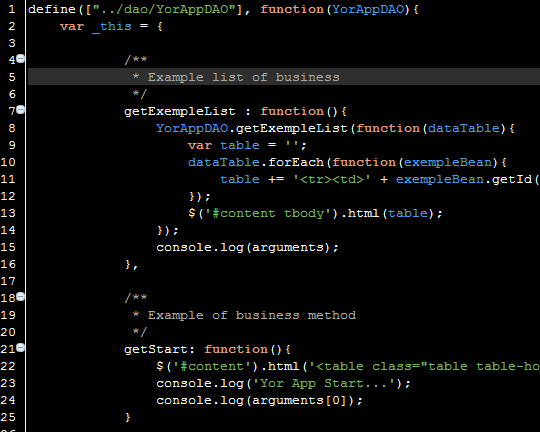 1 define(["../dao/YorAppDAO"], function(YorAppDAO){
2 var _this = {
3
4 /**
5 * Example list of business
6 */
7 getExempleList : function(){
8 YorAppDAO.getExempleList(function(dataTable){
9 var table = '';
10 dataTable.forEach(function(exempleBean){
11 table += '<tr><td>' + exempleBean.getId(
12 });
13 $('#content tbody').html(table);
14 });
15 console.log(arguments);
16 },
17
18 /**
19 * Example of business method
20 */
21 getStart: function(){
22 $('#content').html('<table class="table table-ho
23 console.log('Yor App Start...');
24 console.log(arguments[0]);
25 }